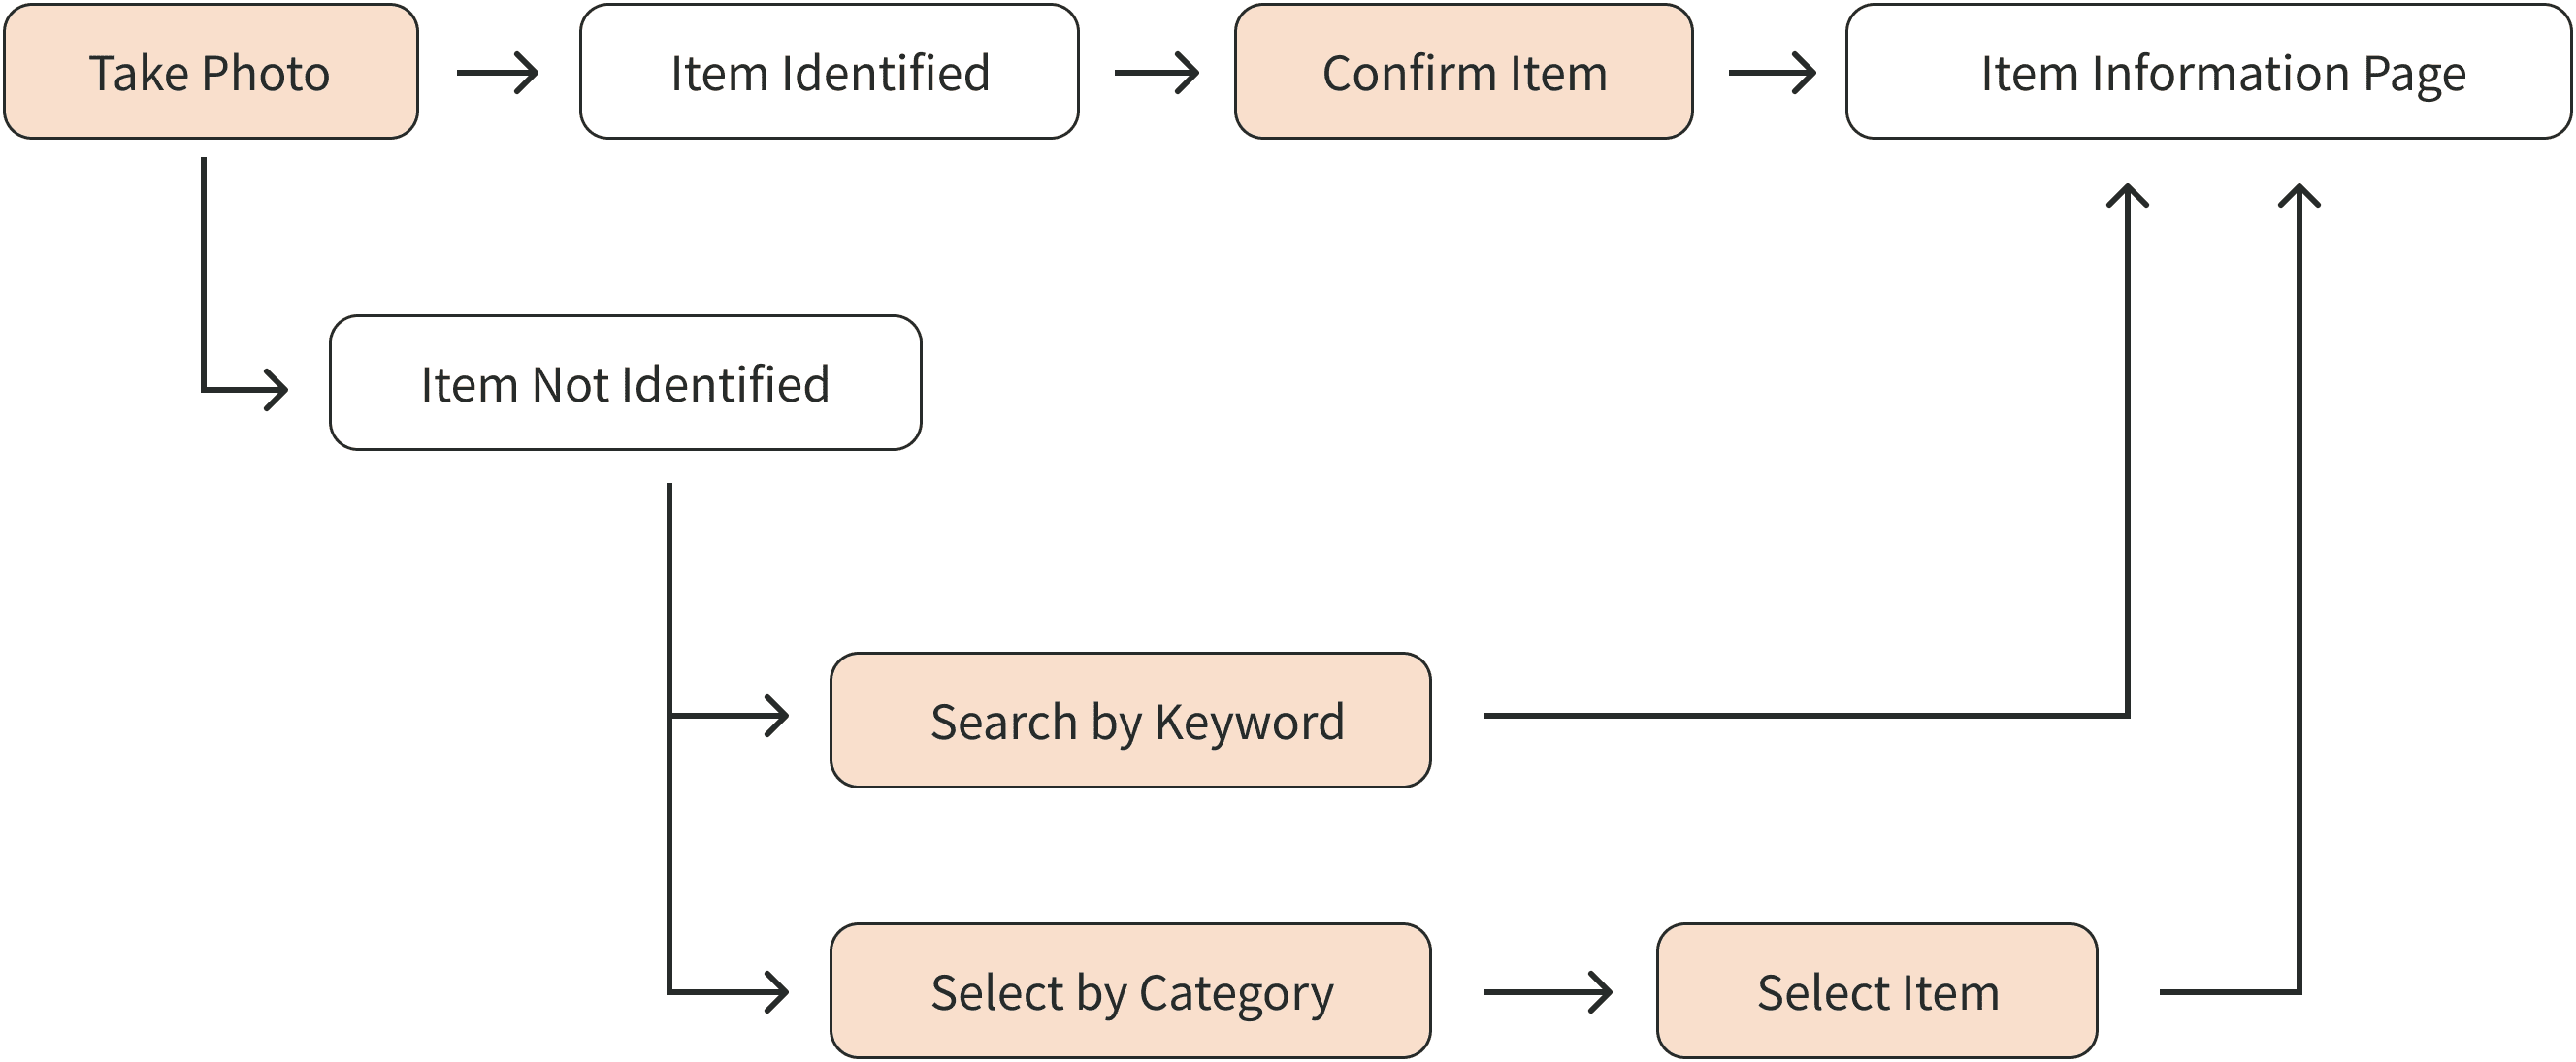 Take Photo
Item Identified
Confirm Item
Item Information Page
Item Not Identified
Search by Keyword
Select by Category
Select Item